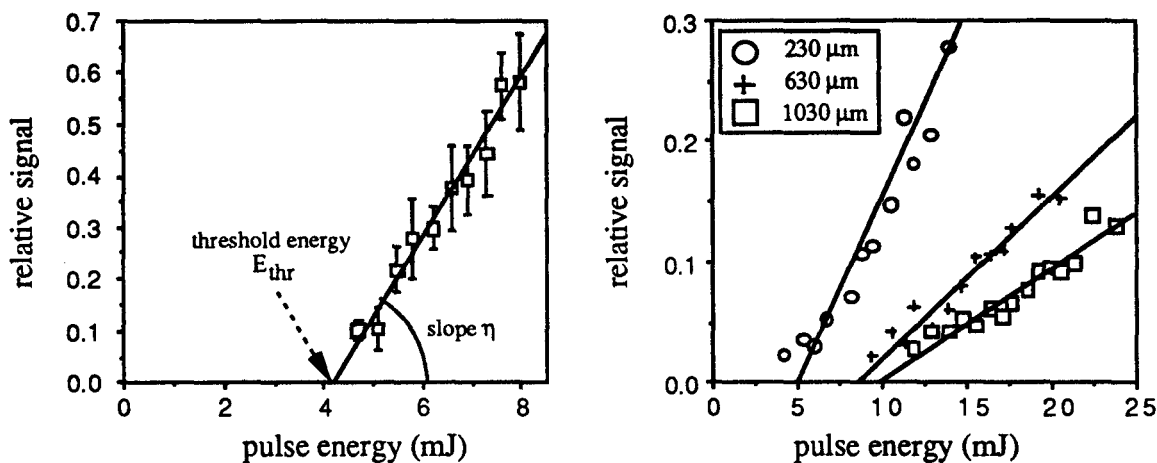 0.7
0.6
0.5
0.4
0.3
0.2
0.1
0.0
relative signal
threshold energy
E_thr
slope η
0 2 4 6 8
pulse energy (mJ)
0.3
0.2
0.1
0.0
relative signal
230 μm
630 μm
1030 μm
0 5 10 15 20 25
pulse energy (mJ)